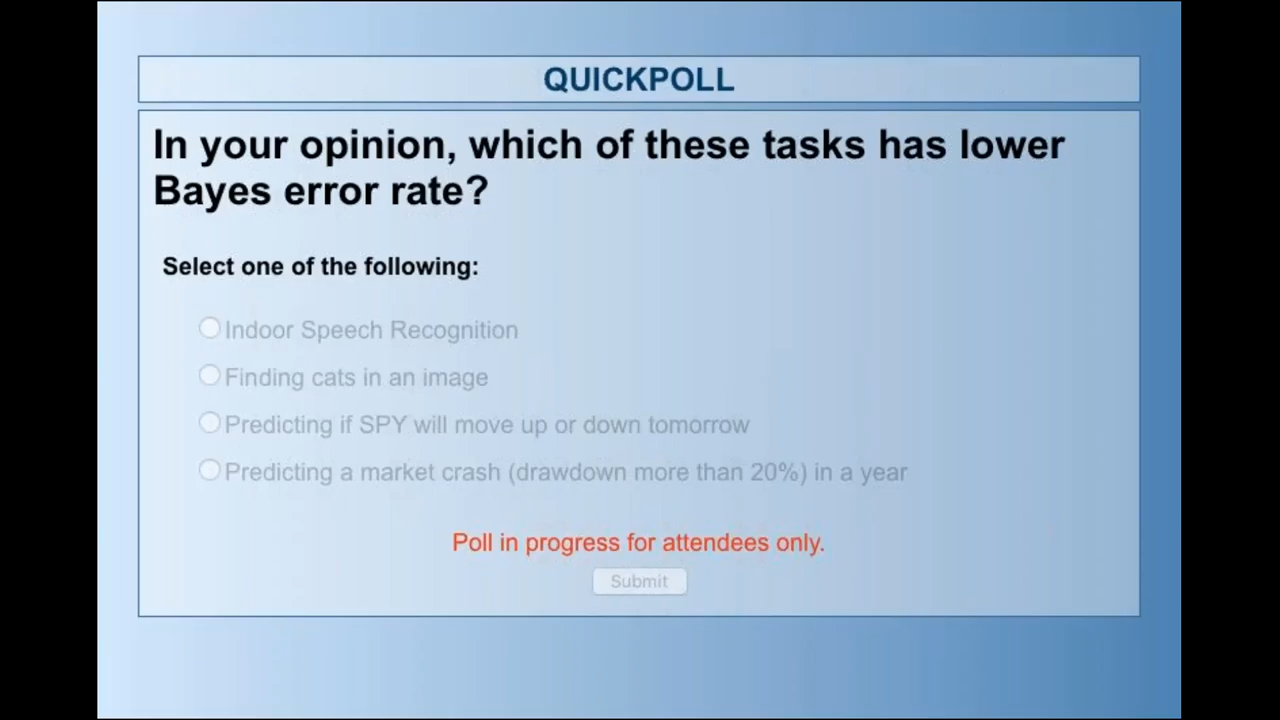 QUICKPOLL
In your opinion, which of these tasks has lower
Bayes error rate?
Select one of the following:
Indoor Speech Recognition
Finding cats in an image
Predicting if SPY will move up or down tomorrow
Predicting a market crash (drawdown more than 20%) in a year
Poll in progress for attendees only.
Submit